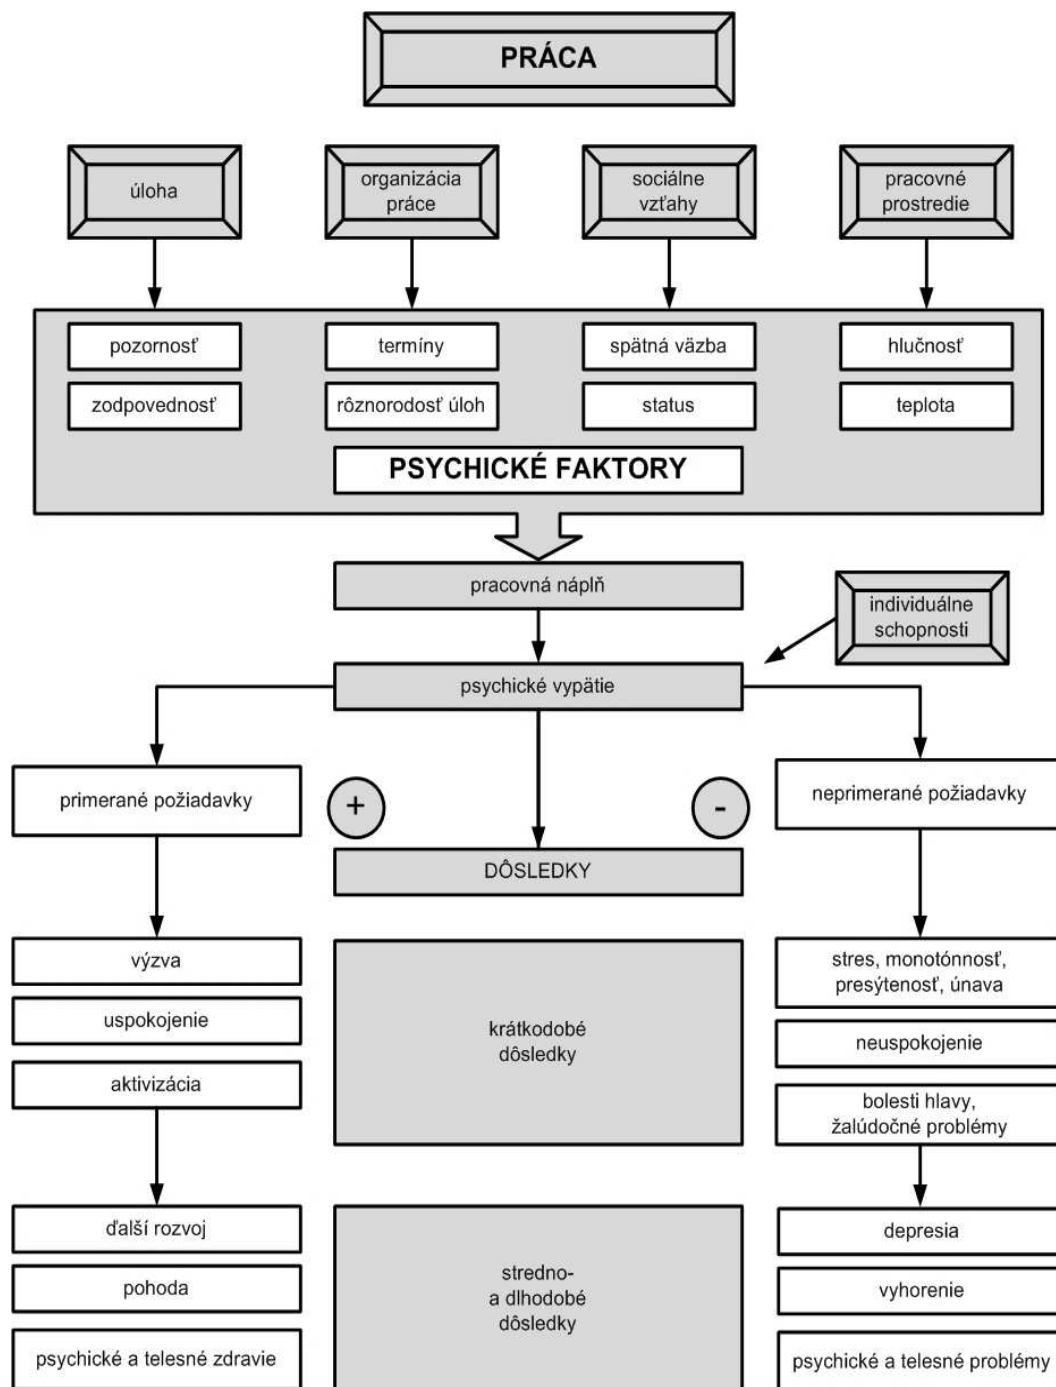 PRÁCA
úloha
organizácia
práce
sociálne
vzťahy
pracovné
prostredie
pozornosť
termíny
spätná väzba
hlučnosť
zodpovednosť
rôznorodosť úloh
status
teplota
PSYCHICKÉ FAKTORY
pracovná náplň
individuálne
schopnosti
psychické vypätie
primerané požiadavky
+
-
neprimerané požiadavky
DÔSLEDKY
výzva
uspokojenie
aktivizácia
krátkodobé
dôsledky
stres, monotónnosť,
presýtenosť, únava
neuspokojenie
bolesti hlavy,
žalúdočné problémy
ďalší rozvoj
pohoda
psychické a telesné zdravie
stredno-
a dlhodobé
dôsledky
depresia
vyhorenie
psychické a telesné problémy